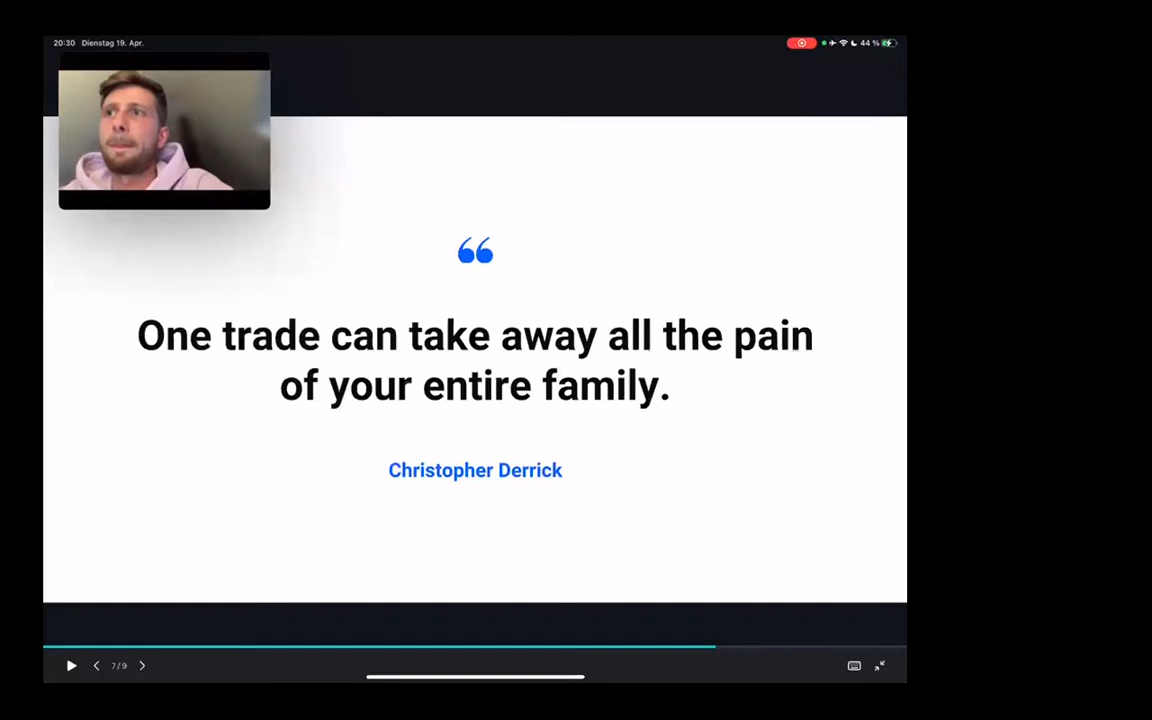 20:30 Dienstag 19. Apr.
44 %
“
One trade can take away all the pain
of your entire family.
Christopher Derrick
7/9